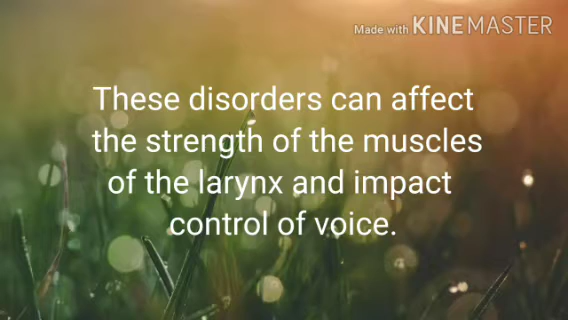 Made with KINEMASTER
These disorders can affect
the strength of the muscles
of the larynx and impact
control of voice.